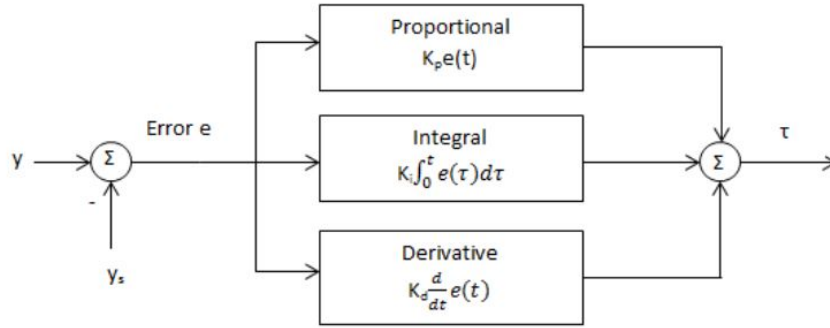 Proportional
Kₚe(t)
Error e
τ
Integral
Kᵢ∫₀ᵗ e(τ)dτ
y
Σ
Σ
-
yₛ
Derivative
K_d d/dt e(t)